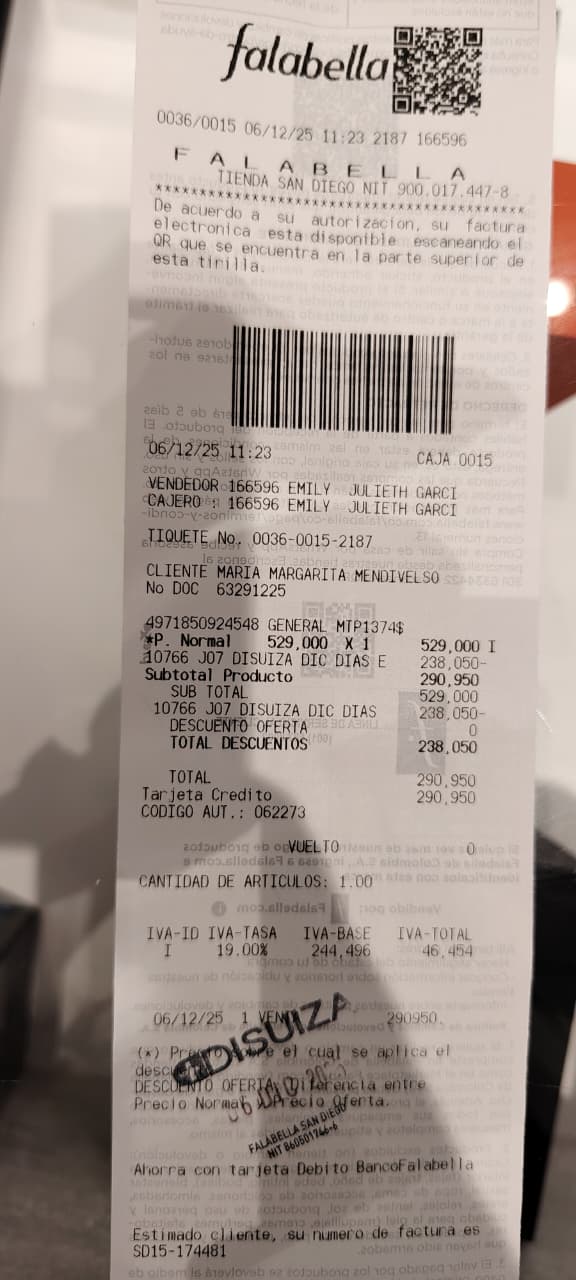 falabella
0036/0015 06/12/25 11:23 2187 166596
F A L A B E L L A
TIENDA SAN DIEGO NIT 900.017.447-8
******************************************
De acuerdo a su autorizacion, su factura
electronica esta disponible escaneando el
QR que se encuentra en la parte superior de
esta tirilla.
06/12/25 11:23 CAJA 0015
VENDEDOR 166596 EMILY JULIETH GARCI
CAJERO : 166596 EMILY JULIETH GARCI
TIQUETE No. 0036-0015-2187
CLIENTE MARIA MARGARITA MENDIVELSO
No DOC 63291225
4971850924548 GENERAL MTP1374$
*P. Normal 529,000 X 1 529,000 I
10766 J07 DISUIZA DIC DIAS E 238,050-
Subtotal Producto 290,950
SUB TOTAL 529,000
10766 J07 DISUIZA DIC DIAS 238,050-
DESCUENTO OFERTA 0
TOTAL DESCUENTOS 238,050
TOTAL 290,950
Tarjeta Credito 290,950
CODIGO AUT.: 062273
VUELTO 0
CANTIDAD DE ARTICULOS: 1.00
IVA-ID IVA-TASA IVA-BASE IVA-TOTAL
I 19.00% 244,496 46,454
06/12/25 1 290950.
DISUIZA
(*) sobre el cual se aplica el
DESCUENTO OFERTA: Diferencia entre
Precio Normal y Precio Oferta.
FALABELLA SAN DIEGO
NIT 860501766-6
Ahorra con tarjeta Debito BancoFalabella
Estimado cliente, su numero de factura es
SD15-174481